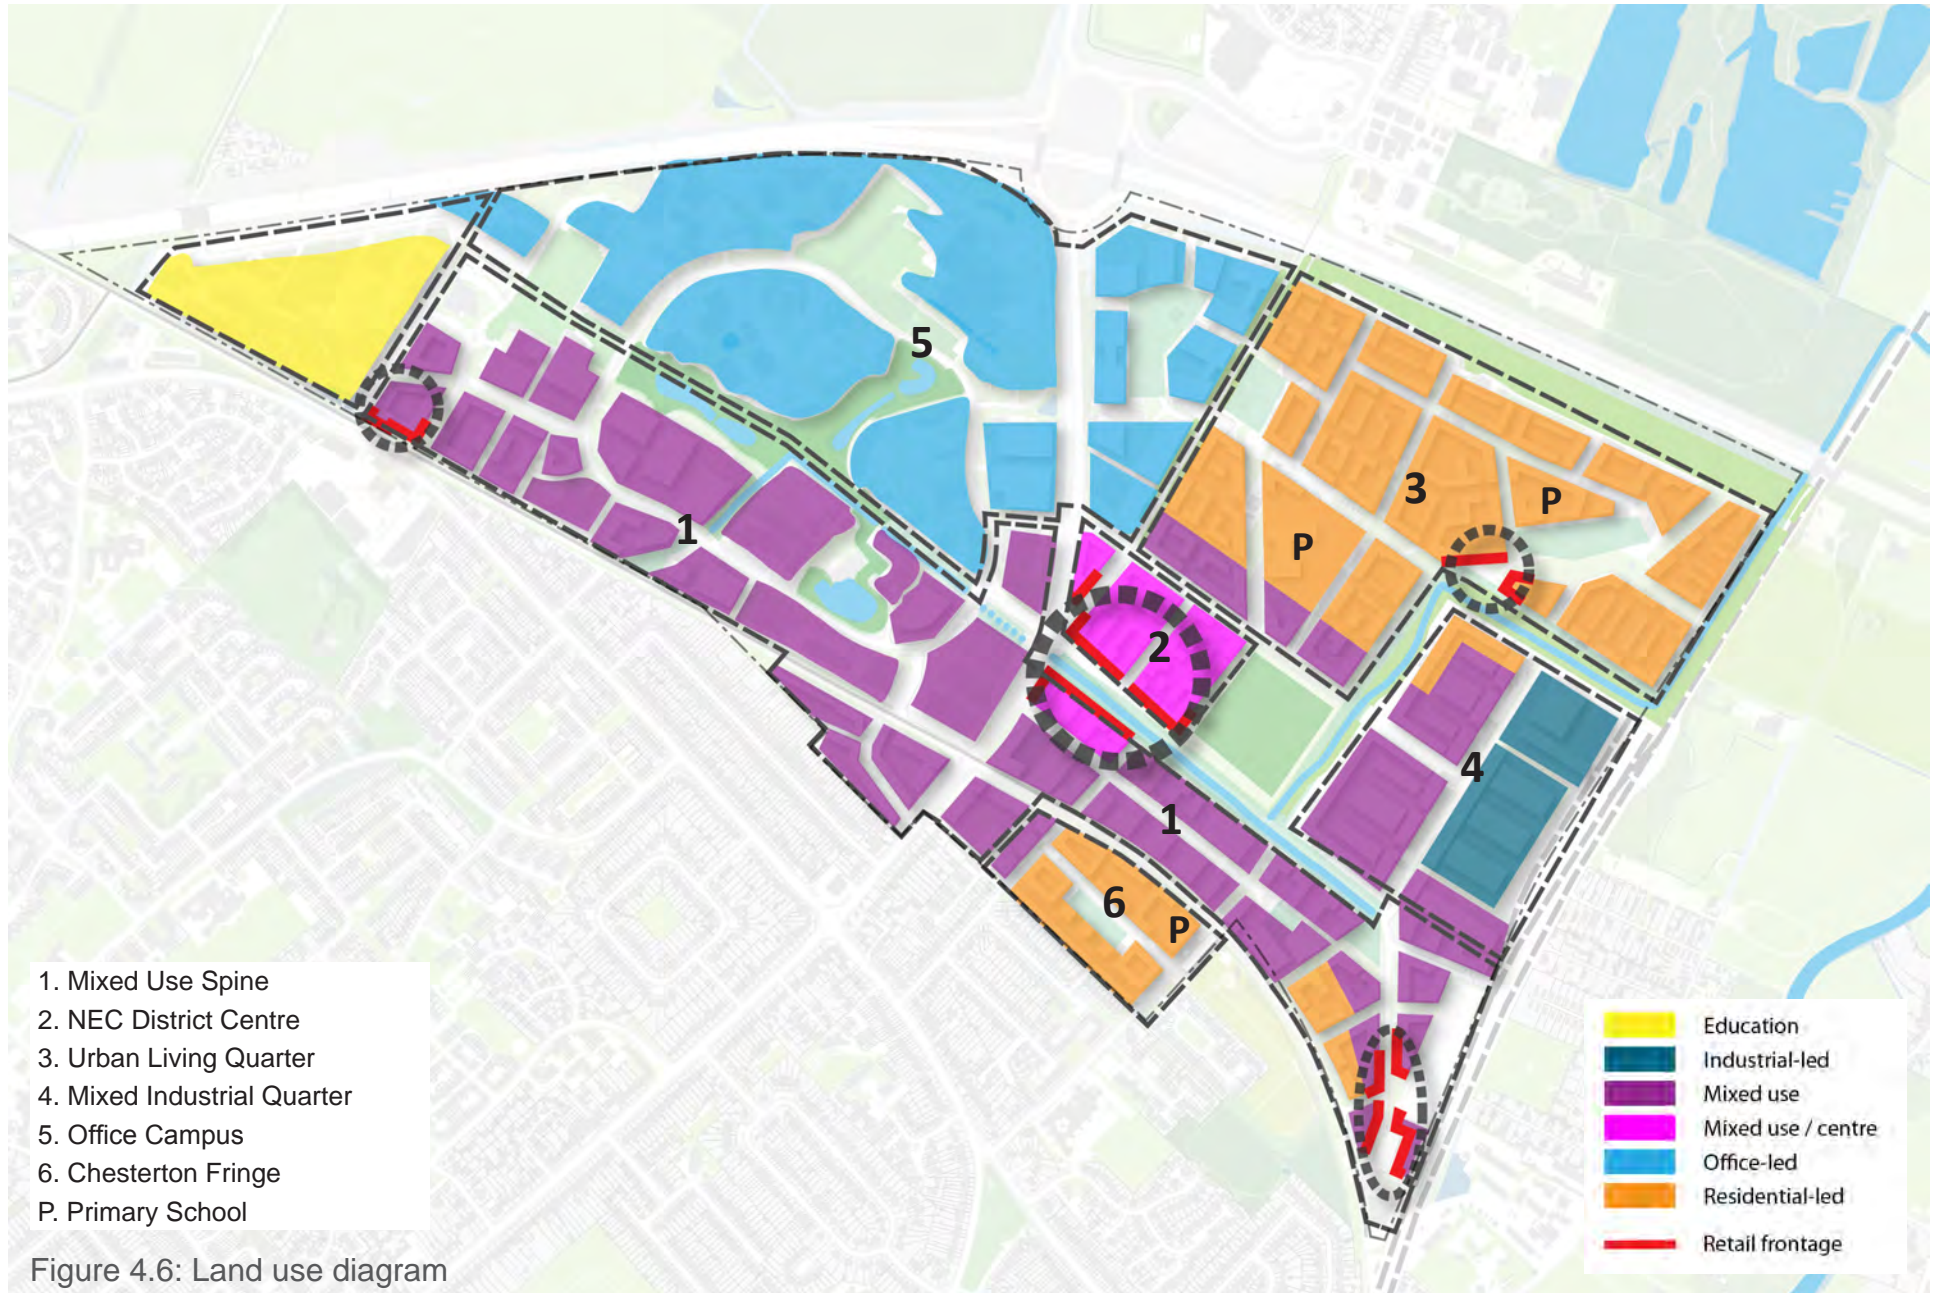 5
3
P
P
1
2
4
1
6
P
1. Mixed Use Spine
2. NEC District Centre
3. Urban Living Quarter
4. Mixed Industrial Quarter
5. Office Campus
6. Chesterton Fringe
P. Primary School
Education
Industrial-led
Mixed use
Mixed use / centre
Office-led
Residential-led
Retail frontage
Figure 4.6: Land use diagram